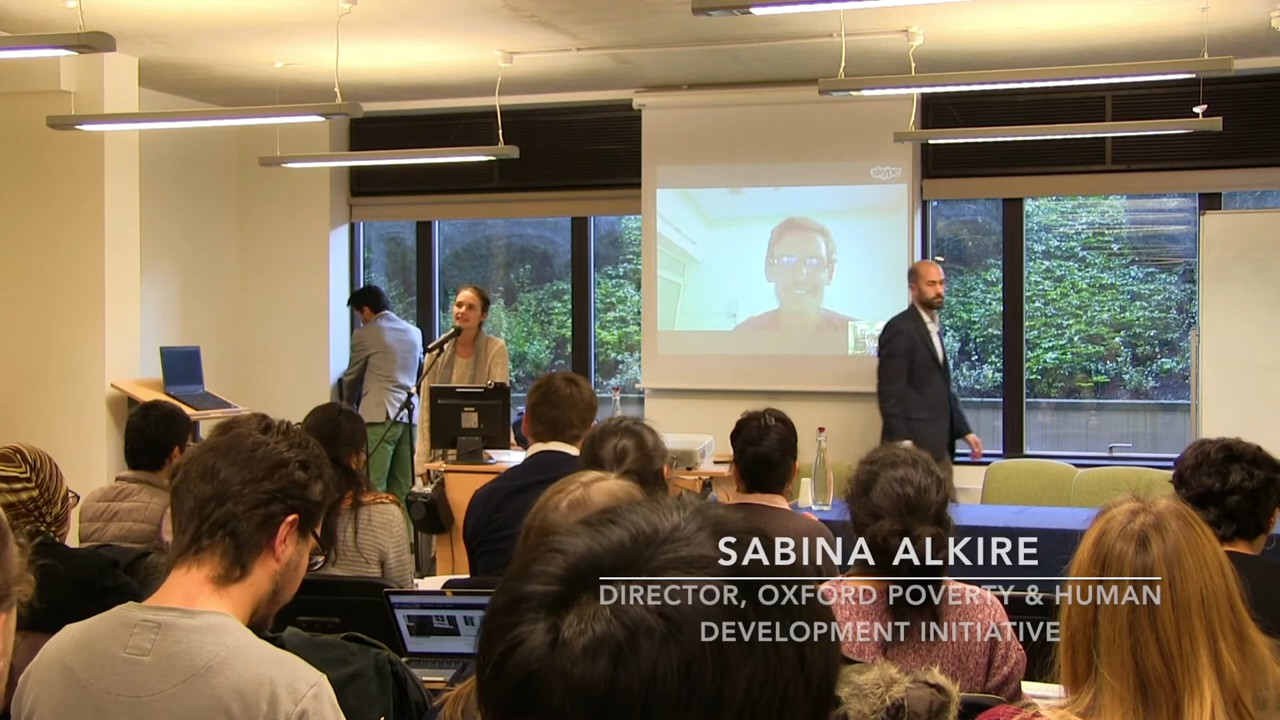 skype
SABINA ALKIRE
DIRECTOR, OXFORD POVERTY & HUMAN
DEVELOPMENT INITIATIVE